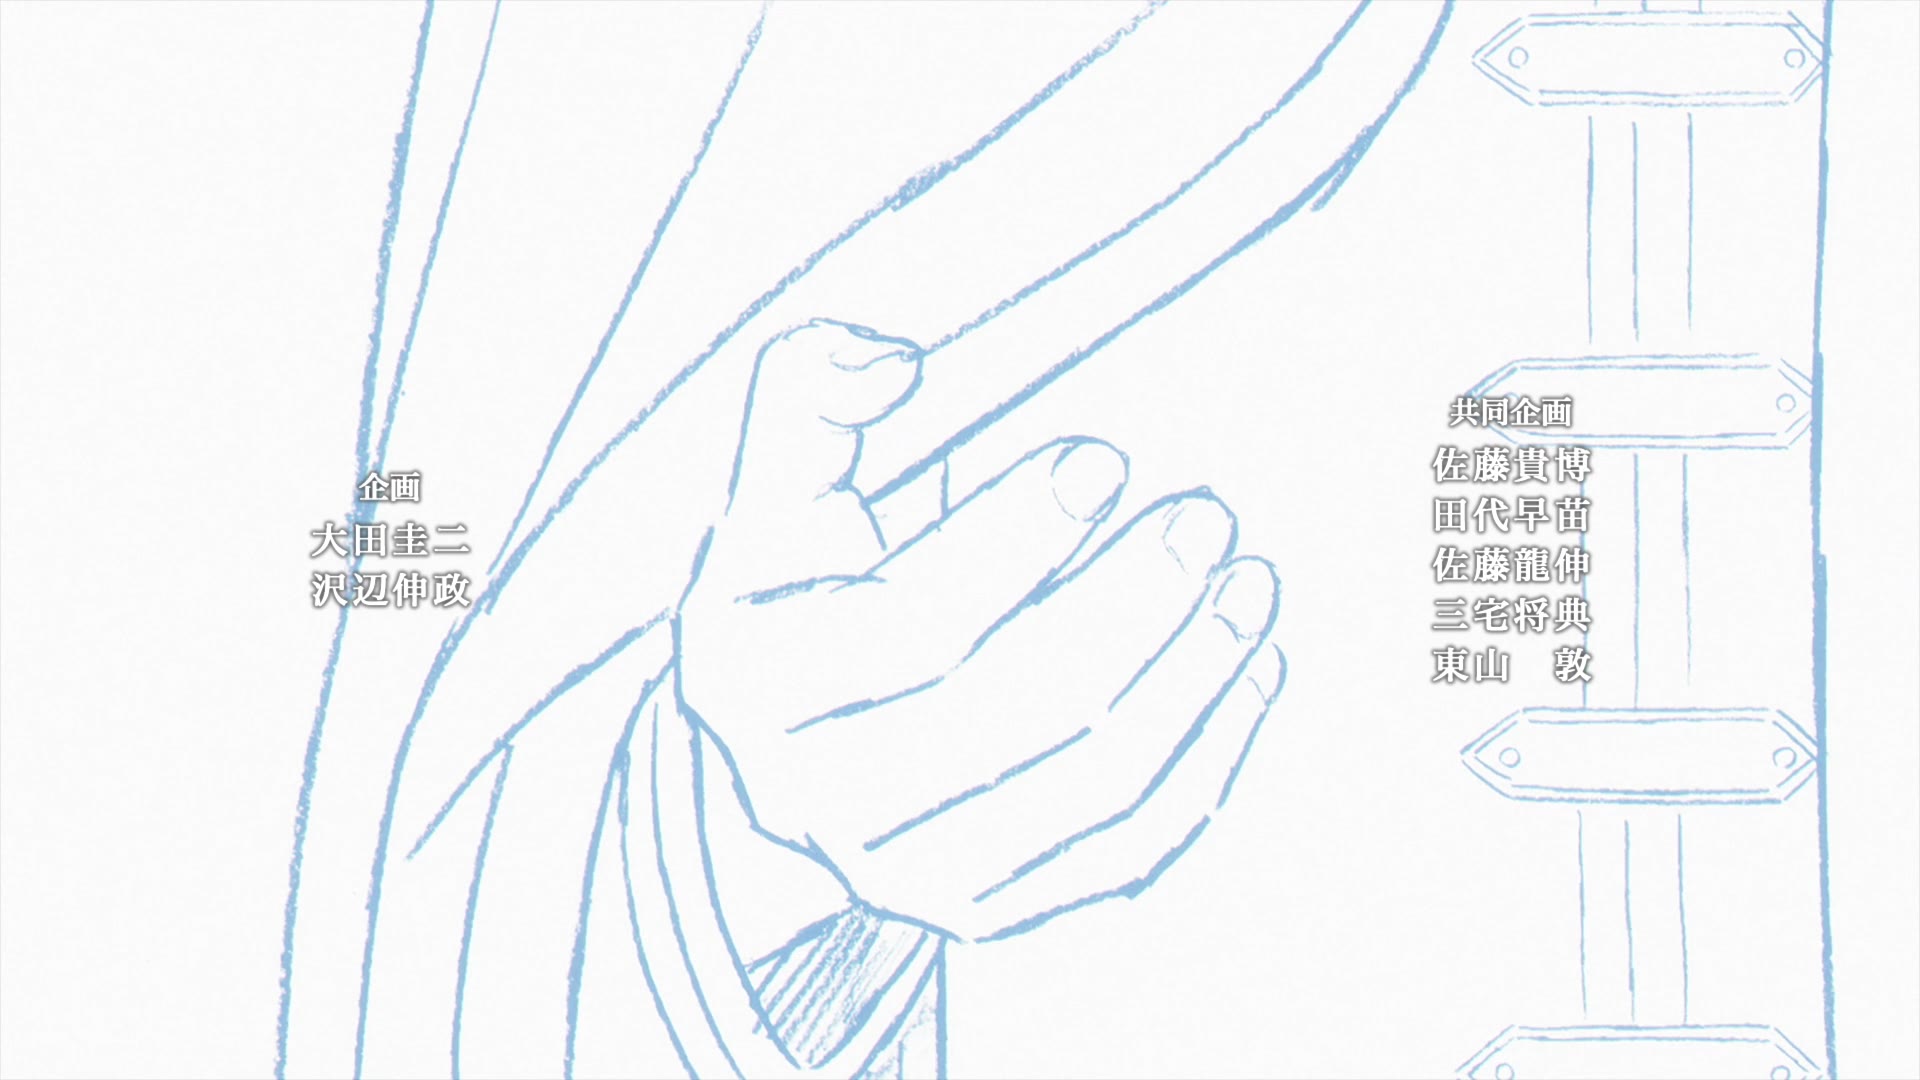 企画
大田圭二
沢辺伸政
共同企画
佐藤貴博
田代早苗
佐藤龍伸
三宅将典
東山　敦